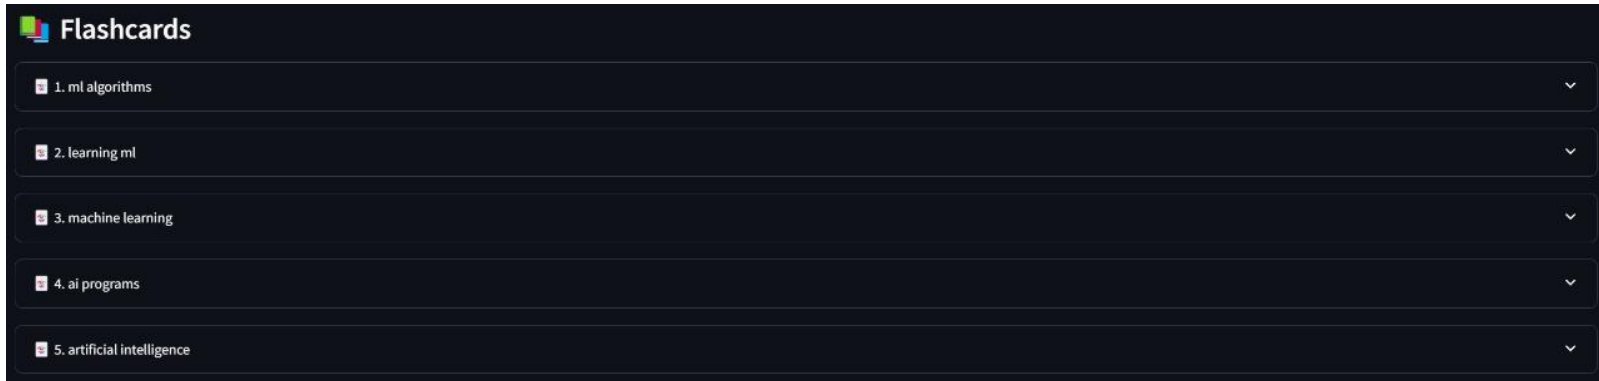 Flashcards
1. ml algorithms
2. learning ml
3. machine learning
4. ai programs
5. artificial intelligence